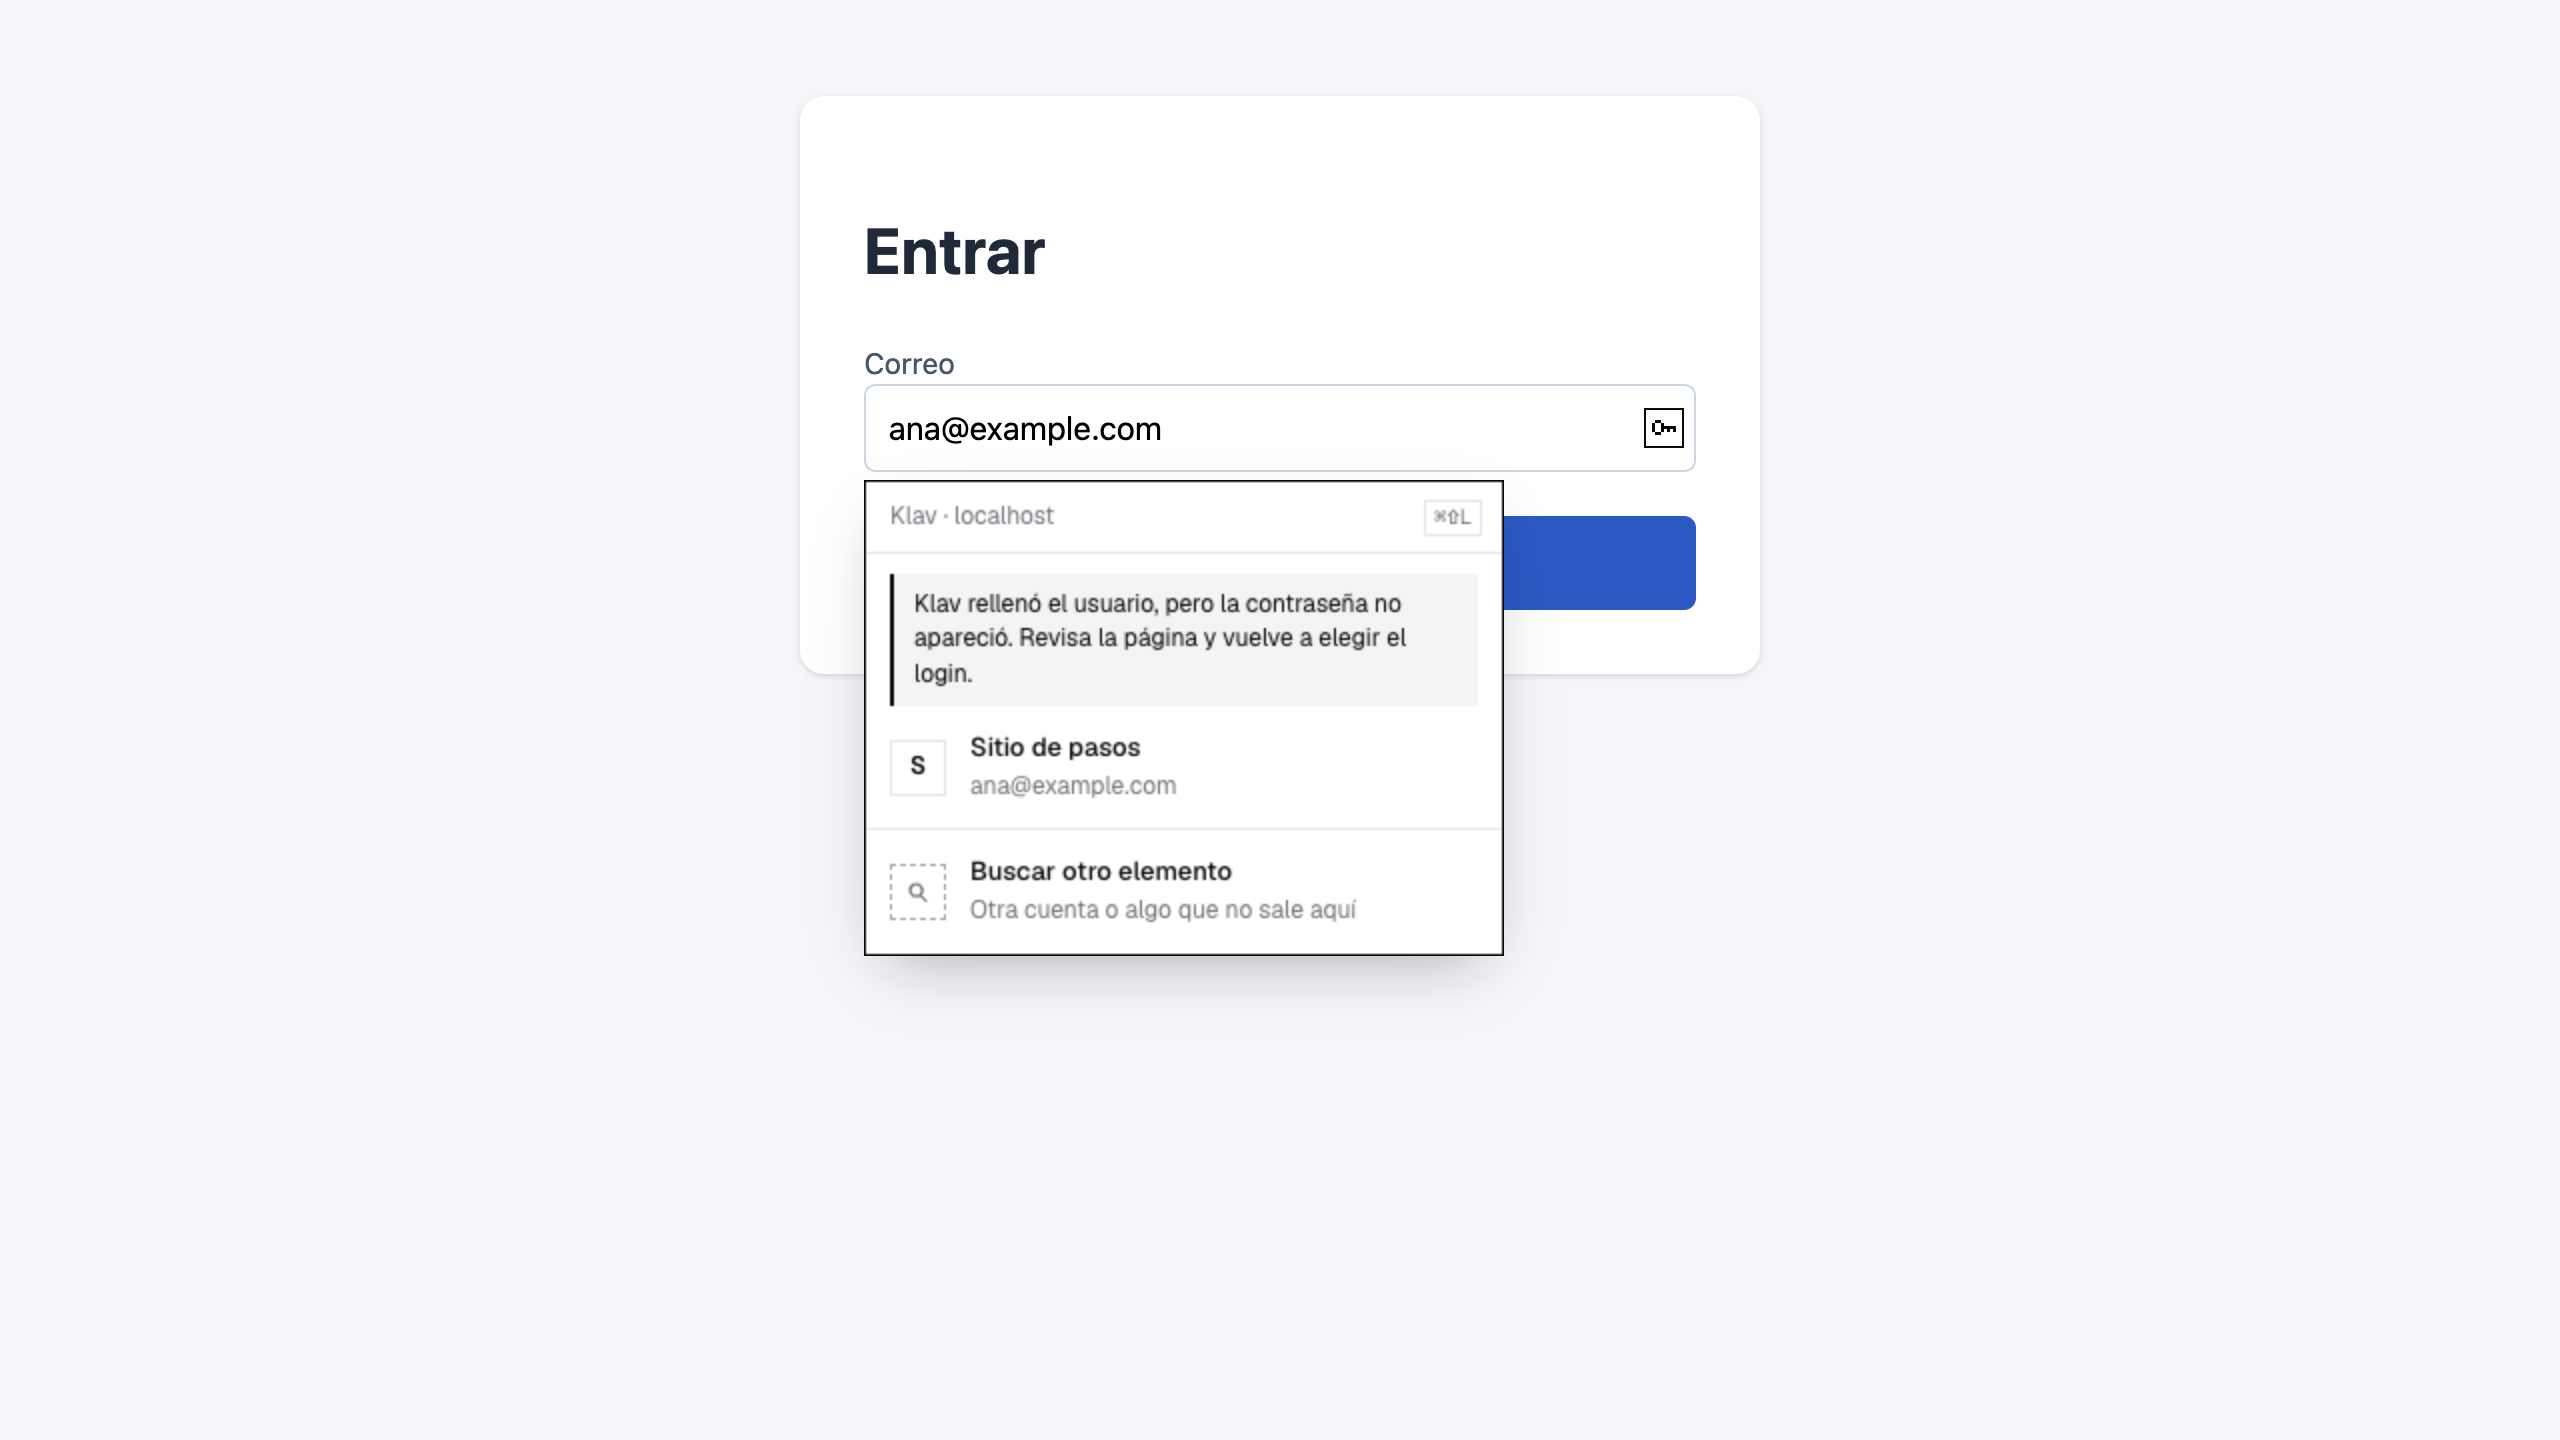 Entrar
Correo
ana@example.com
Klav · localhost
⌘⇧L
Klav rellenó el usuario, pero la contraseña no
apareció. Revisa la página y vuelve a elegir el
login.
S
Sitio de pasos
ana@example.com
Buscar otro elemento
Otra cuenta o algo que no sale aquí